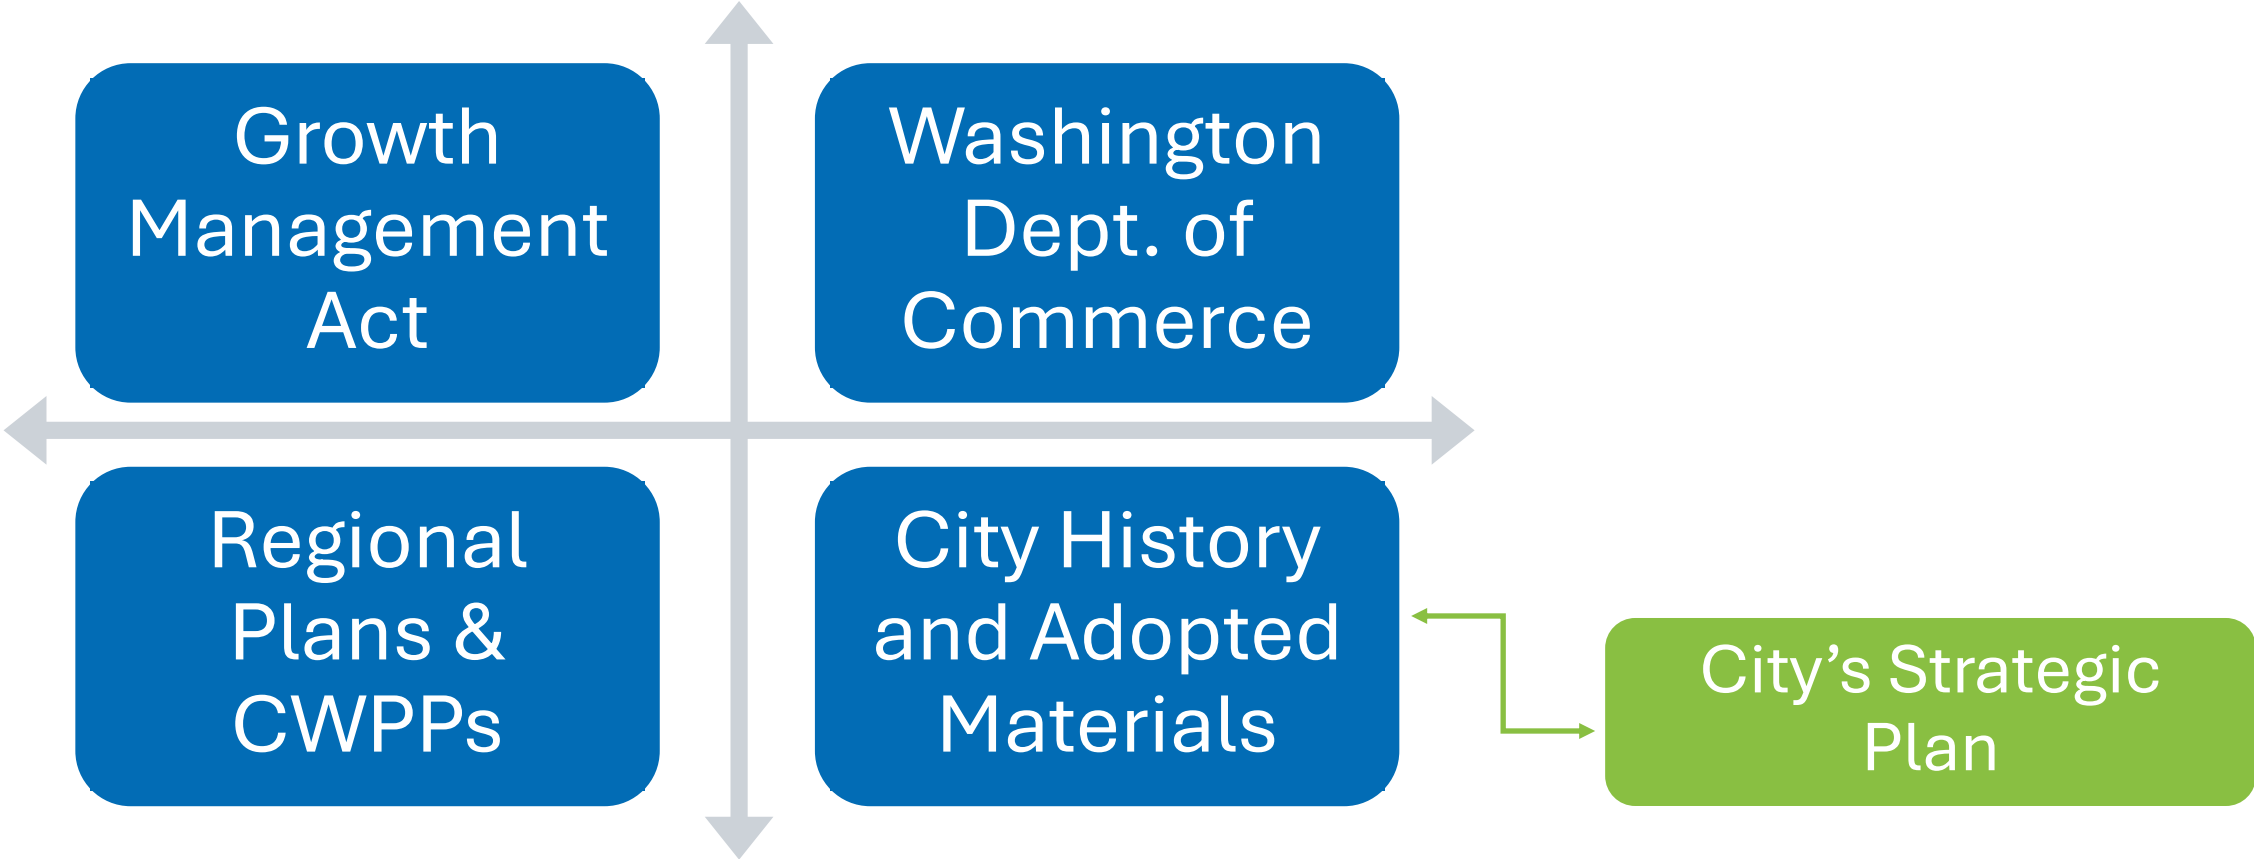 Growth
Management
Act
Washington
Dept. of
Commerce
Regional
Plans &
CWPPs
City History
and Adopted
Materials
City’s Strategic
Plan